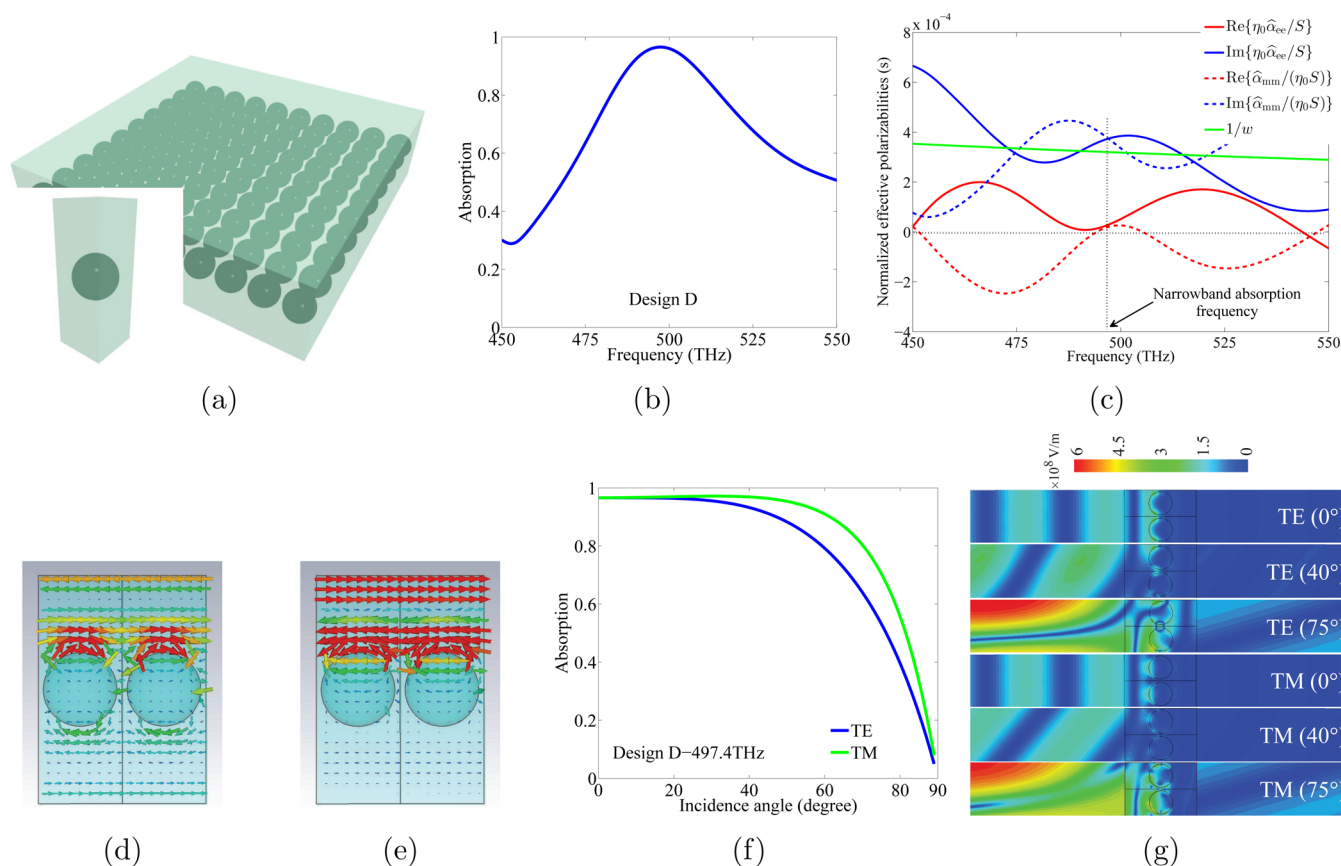 (a)
1
0.8
0.6
0.4
0.2
0
Absorption
Design D
450
475
500
525
550
Frequency (THz)
(b)
× 10⁻⁴
8
6
4
2
0
−2
−4
Normalized effective polarizabilities (s)
Re{η₀α̂ₑₑ/S}
Im{η₀α̂ₑₑ/S}
Re{α̂ₘₘ/(η₀S)}
Im{α̂ₘₘ/(η₀S)}
1/w
Narrowband absorption
frequency
450
475
500
525
550
Frequency (THz)
(c)
(d)
(e)
1
0.8
0.6
0.4
0.2
0
Absorption
Design D−497.4THz
TE
TM
0
20
40
60
80
90
Incidence angle (degree)
(f)
×10⁸ V/m
6
4.5
3
1.5
0
TE (0°)
TE (40°)
TE (75°)
TM (0°)
TM (40°)
TM (75°)
(g)